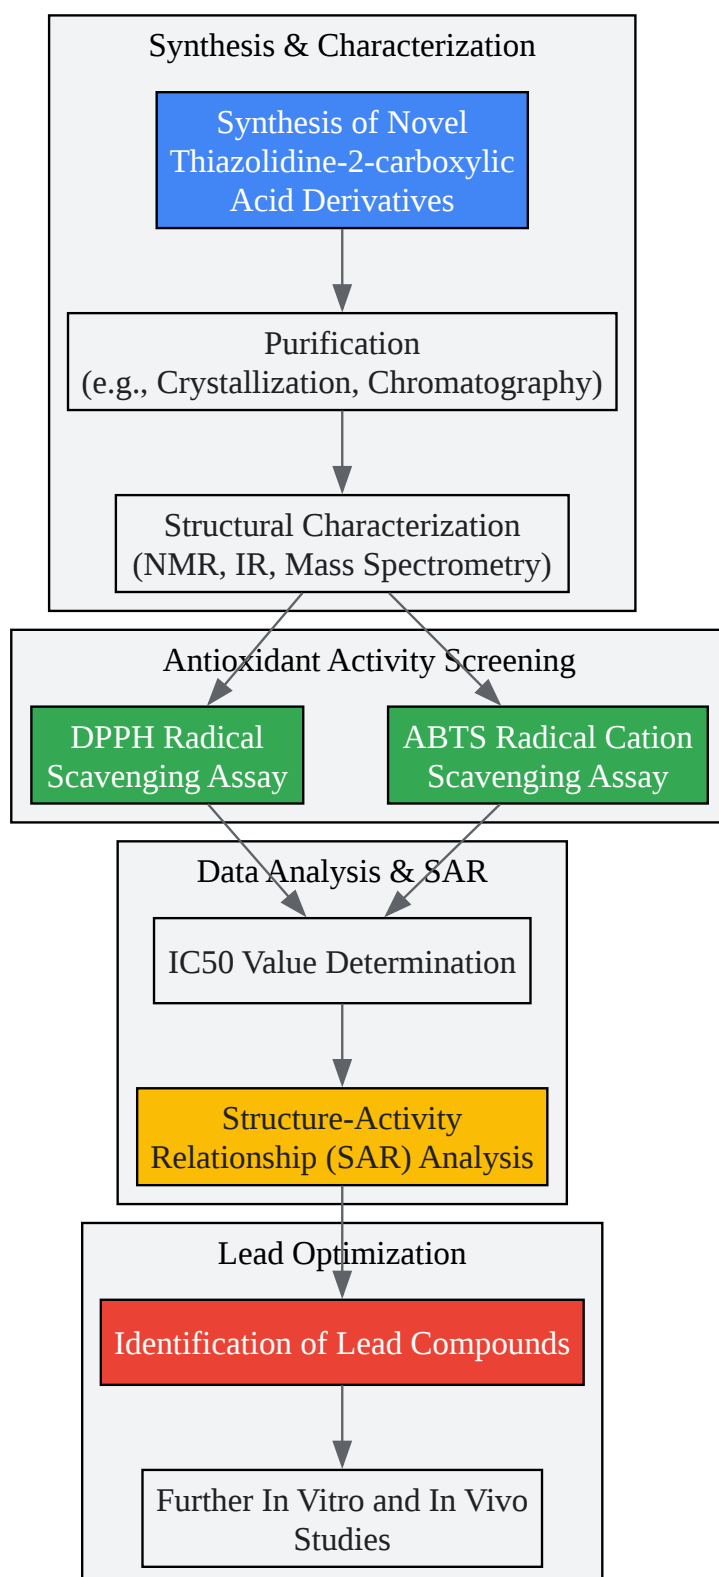 Synthesis & Characterization
Synthesis of Novel
Thiazolidine-2-carboxylic
Acid Derivatives
Purification
(e.g., Crystallization, Chromatography)
Structural Characterization
(NMR, IR, Mass Spectrometry)
Antioxidant Activity Screening
DPPH Radical
Scavenging Assay
ABTS Radical Cation
Scavenging Assay
Data Analysis & SAR
IC50 Value Determination
Structure-Activity
Relationship (SAR) Analysis
Lead Optimization
Identification of Lead Compounds
Further In Vitro and In Vivo
Studies